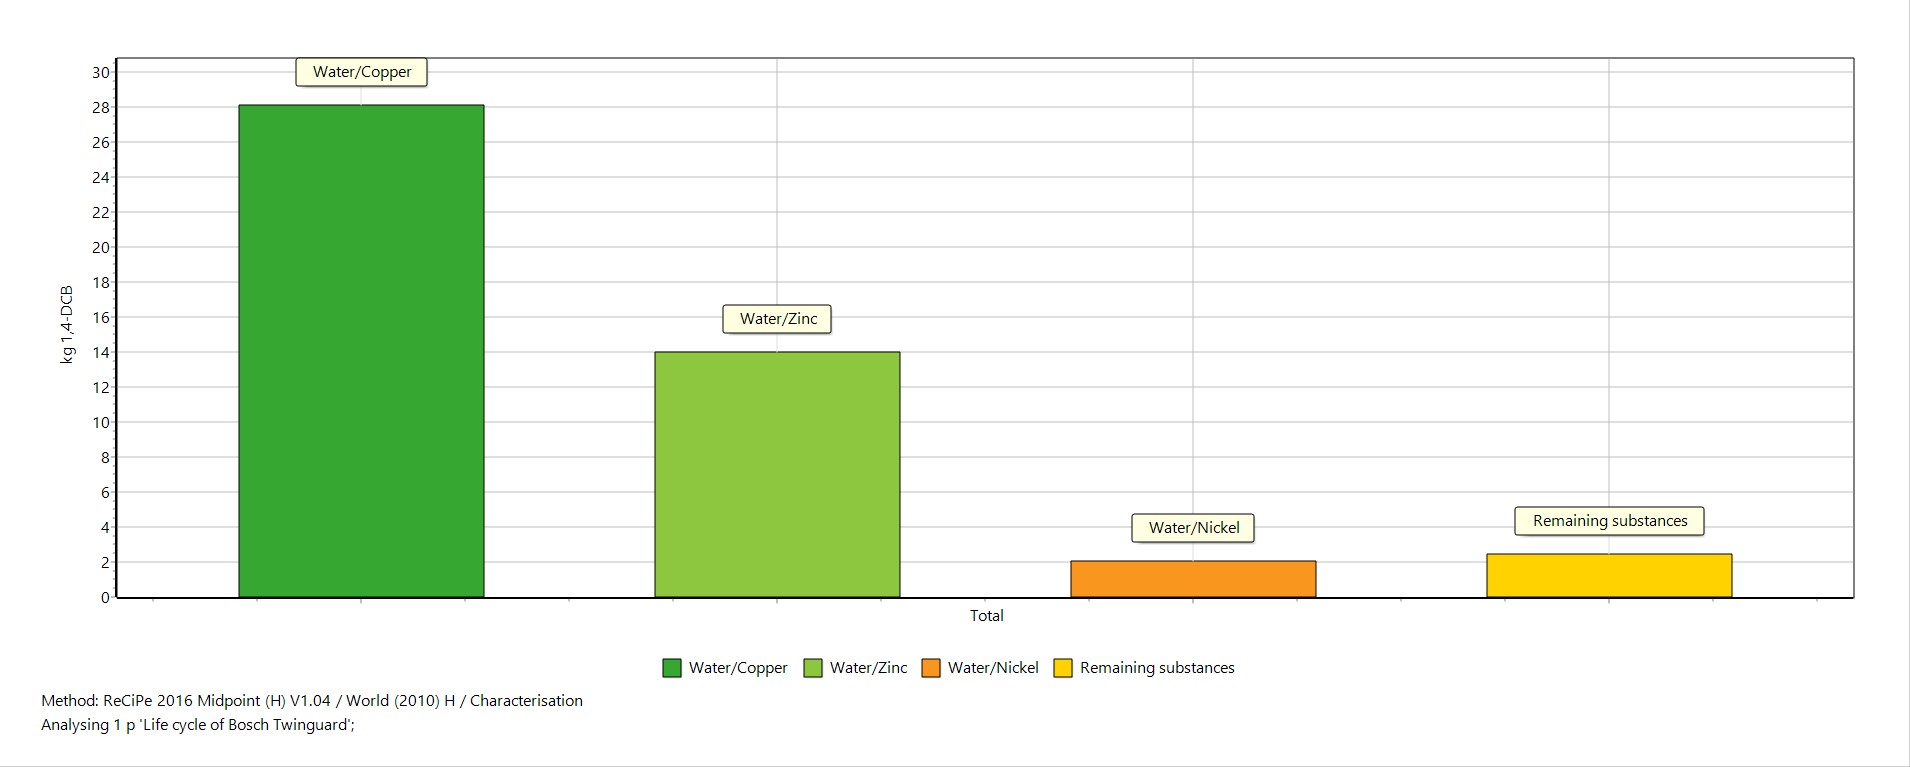 Water/Copper
Water/Zinc
Water/Nickel
Remaining substances
30
28
26
24
22
20
18
16
14
12
10
8
6
4
2
0
kg 1,4-DCB
Total
Water/Copper Water/Zinc Water/Nickel Remaining substances
Method: ReCiPe 2016 Midpoint (H) V1.04 / World (2010) H / Characterisation
Analysing 1 p 'Life cycle of Bosch Twinguard';